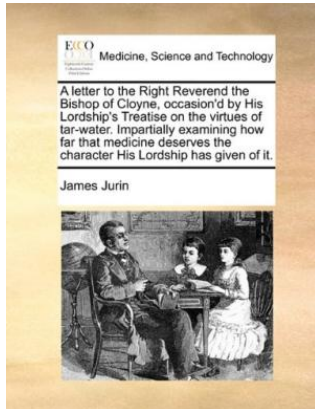 ECCO
Medicine, Science and Technology
A letter to the Right Reverend the
Bishop of Cloyne, occasion'd by His
Lordship's Treatise on the virtues of
tar-water. Impartially examining how
far that medicine deserves the
character His Lordship has given of it.
James Jurin